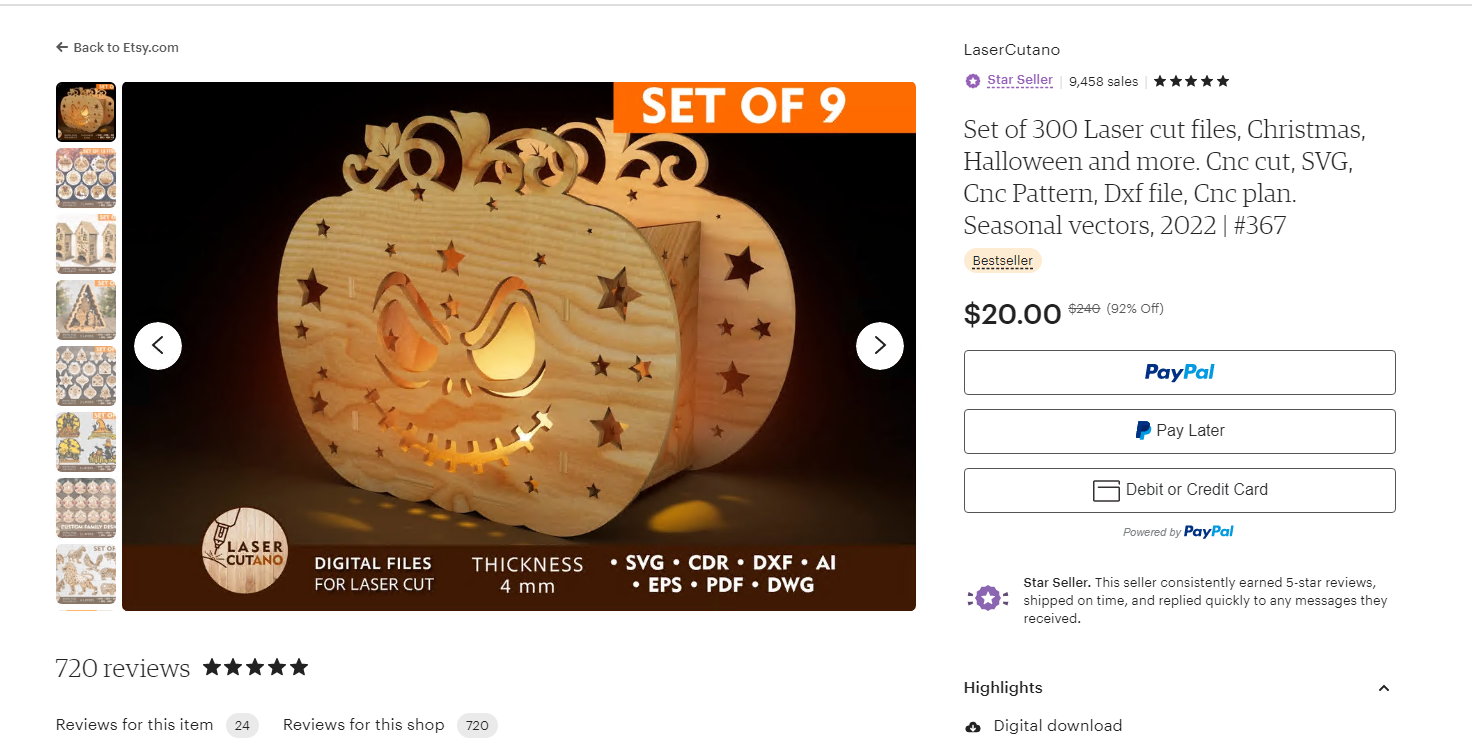 Back to Etsy.com
SET OF 9
LASER
CUTANO
DIGITAL FILES
FOR LASER CUT
THICKNESS
4 mm
• SVG • CDR • DXF • AI
• EPS • PDF • DWG
720 reviews
Reviews for this item 24 Reviews for this shop 720
LaserCutano
Star Seller 9,458 sales
Set of 300 Laser cut files, Christmas,
Halloween and more. Cnc cut, SVG,
Cnc Pattern, Dxf file, Cnc plan.
Seasonal vectors, 2022 | #367
Bestseller
$20.00 $240 (92% Off)
PayPal
Pay Later
Debit or Credit Card
Powered by PayPal
Star Seller. This seller consistently earned 5-star reviews,
shipped on time, and replied quickly to any messages they
received.
Highlights
Digital download